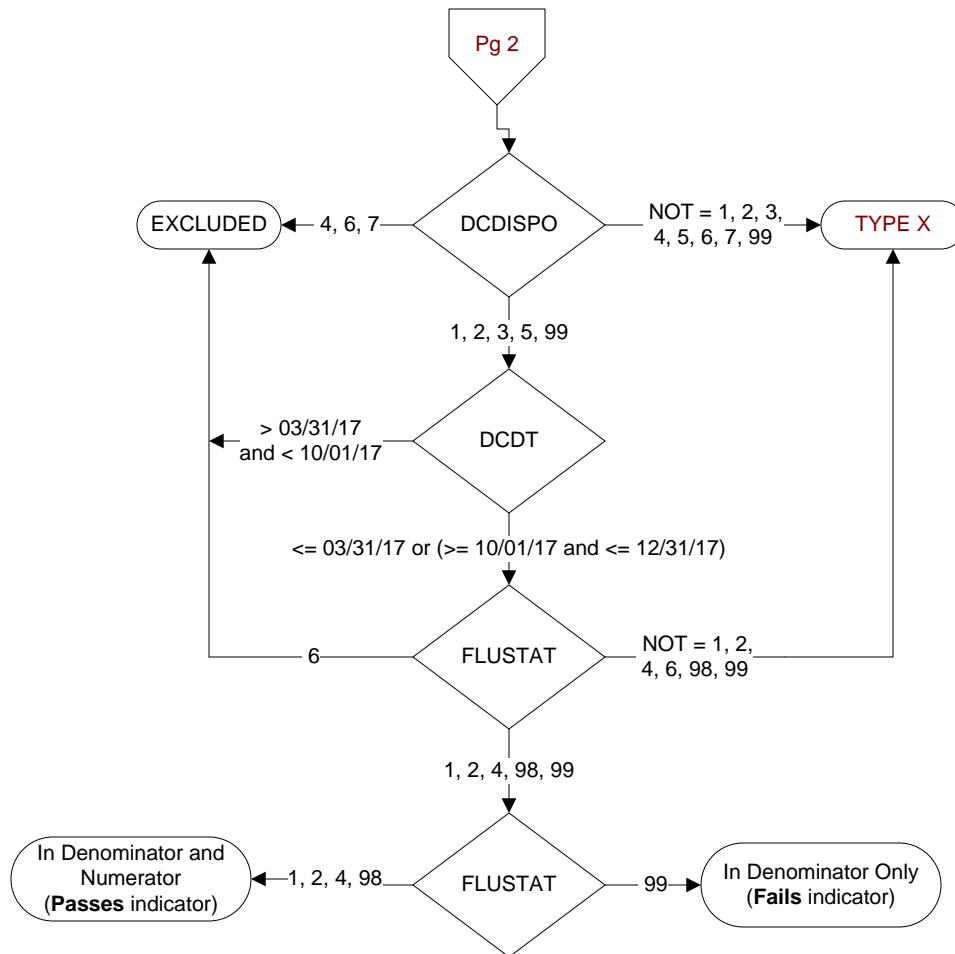 Pg 2
EXCLUDED
4, 6, 7
DCDISPO
NOT = 1, 2, 3,
4, 5, 6, 7, 99
TYPE X
1, 2, 3, 5, 99
> 03/31/17
and < 10/01/17
DCDT
<= 03/31/17 or (>= 10/01/17 and <= 12/31/17)
6
FLUSTAT
NOT = 1, 2,
4, 6, 98, 99
1, 2, 4, 98, 99
In Denominator and
Numerator
(Passes indicator)
1, 2, 4, 98
FLUSTAT
99
In Denominator Only
(Fails indicator)